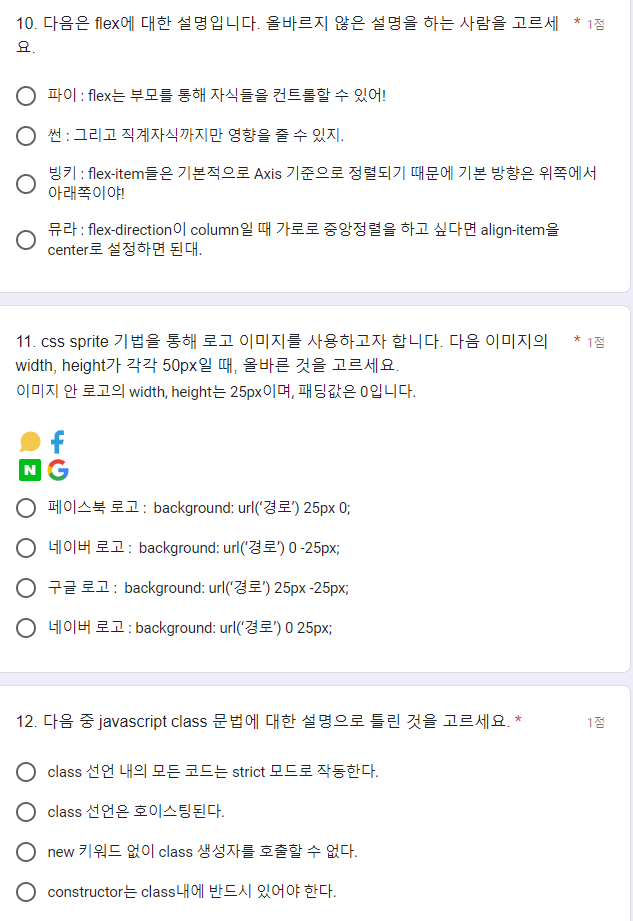 10. 다음은 flex에 대한 설명입니다. 올바르지 않은 설명을 하는 사람을 고르세 * 1점
요.
파이 : flex는 부모를 통해 자식들을 컨트롤할 수 있어!
썬 : 그리고 직계자식까지만 영향을 줄 수 있지.
빙키 : flex-item들은 기본적으로 Axis 기준으로 정렬되기 때문에 기본 방향은 위쪽에서
아래쪽이야!
뮤라 : flex-direction이 column일 때 가로로 중앙정렬을 하고 싶다면 align-item을
center로 설정하면 된대.
11. css sprite 기법을 통해 로고 이미지를 사용하고자 합니다. 다음 이미지의 * 1점
width, height가 각각 50px일 때, 올바른 것을 고르세요.
이미지 안 로고의 width, height는 25px이며, 패딩값은 0입니다.
f
N G
페이스북 로고 : background: url(‘경로’) 25px 0;
네이버 로고 : background: url(‘경로’) 0 -25px;
구글 로고 : background: url(‘경로’) 25px -25px;
네이버 로고 : background: url(‘경로’) 0 25px;
12. 다음 중 javascript class 문법에 대한 설명으로 틀린 것을 고르세요. * 1점
class 선언 내의 모든 코드는 strict 모드로 작동한다.
class 선언은 호이스팅된다.
new 키워드 없이 class 생성자를 호출할 수 없다.
constructor는 class내에 반드시 있어야 한다.